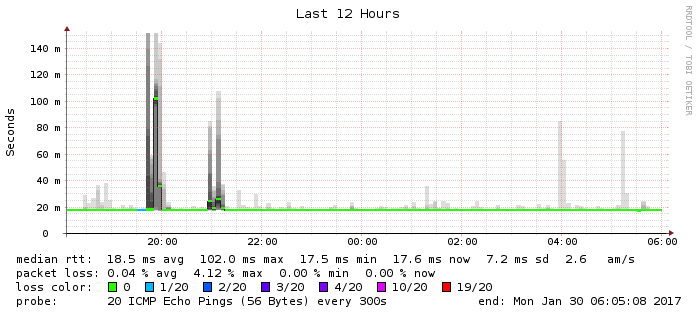 Last 12 Hours
RRDTOOL / TOBI OETIKER
Seconds
140 m
120 m
100 m
80 m
60 m
40 m
20 m
0
20:00 22:00 00:00 02:00 04:00 06:00
median rtt: 18.5 ms avg 102.0 ms max 17.5 ms min 17.6 ms now 7.2 ms sd 2.6 am/s
packet loss: 0.04 % avg 4.12 % max 0.00 % min 0.00 % now
loss color: 0 1/20 2/20 3/20 4/20 10/20 19/20
probe: 20 ICMP Echo Pings (56 Bytes) every 300s end: Mon Jan 30 06:05:08 2017